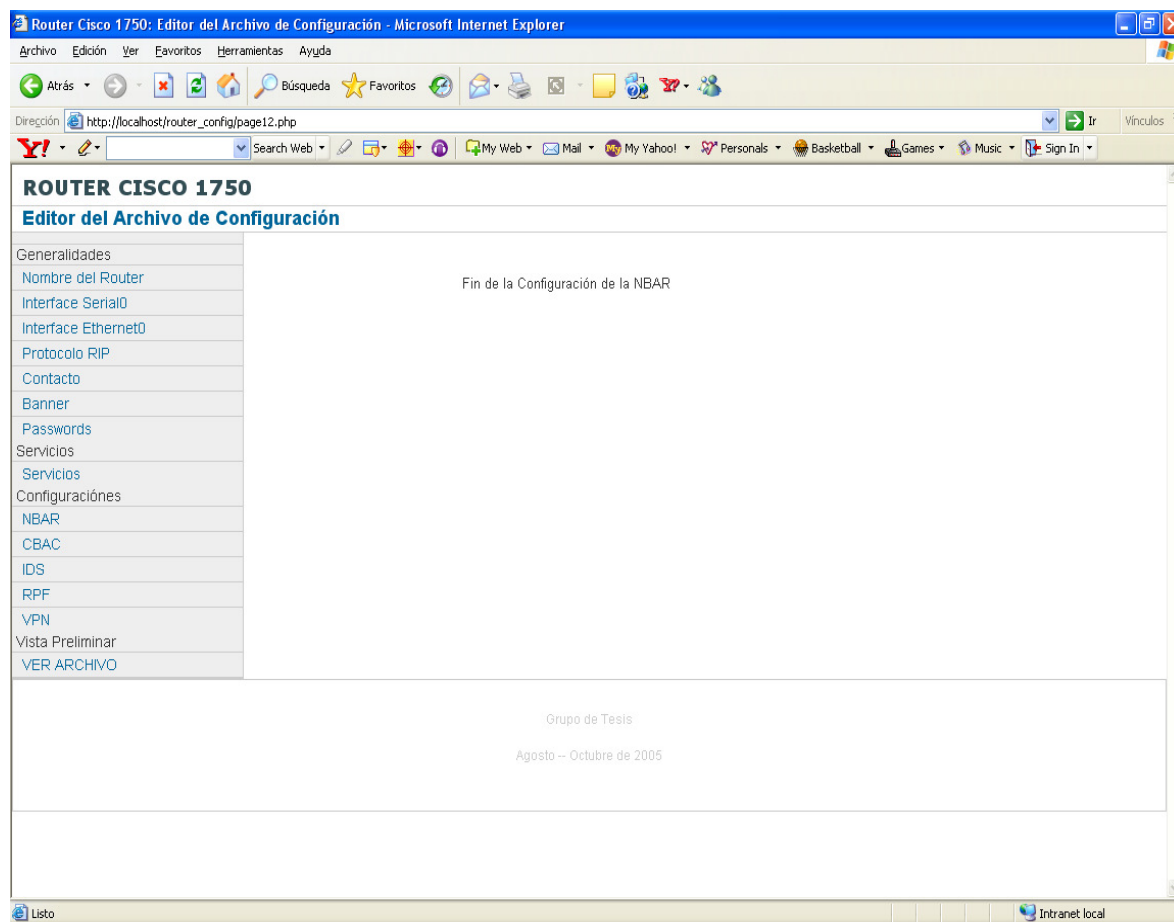 Router Cisco 1750: Editor del Archivo de Configuración - Microsoft Internet Explorer
Archivo Edición Ver Favoritos Herramientas Ayuda
Atrás Búsqueda Favoritos
Dirección http://localhost/router_config/page12.php Ir Vínculos
Y! Search Web My Web Mail My Yahoo! Personals Basketball Games Music Sign In
ROUTER CISCO 1750
Editor del Archivo de Configuración
Generalidades
Nombre del Router
Interface Serial0
Interface Ethernet0
Protocolo RIP
Contacto
Banner
Passwords
Servicios
Servicios
Configuraciónes
NBAR
CBAC
IDS
RPF
VPN
Vista Preliminar
VER ARCHIVO
Fin de la Configuración de la NBAR
Grupo de Tesis
Agosto -- Octubre de 2005
Listo Intranet local